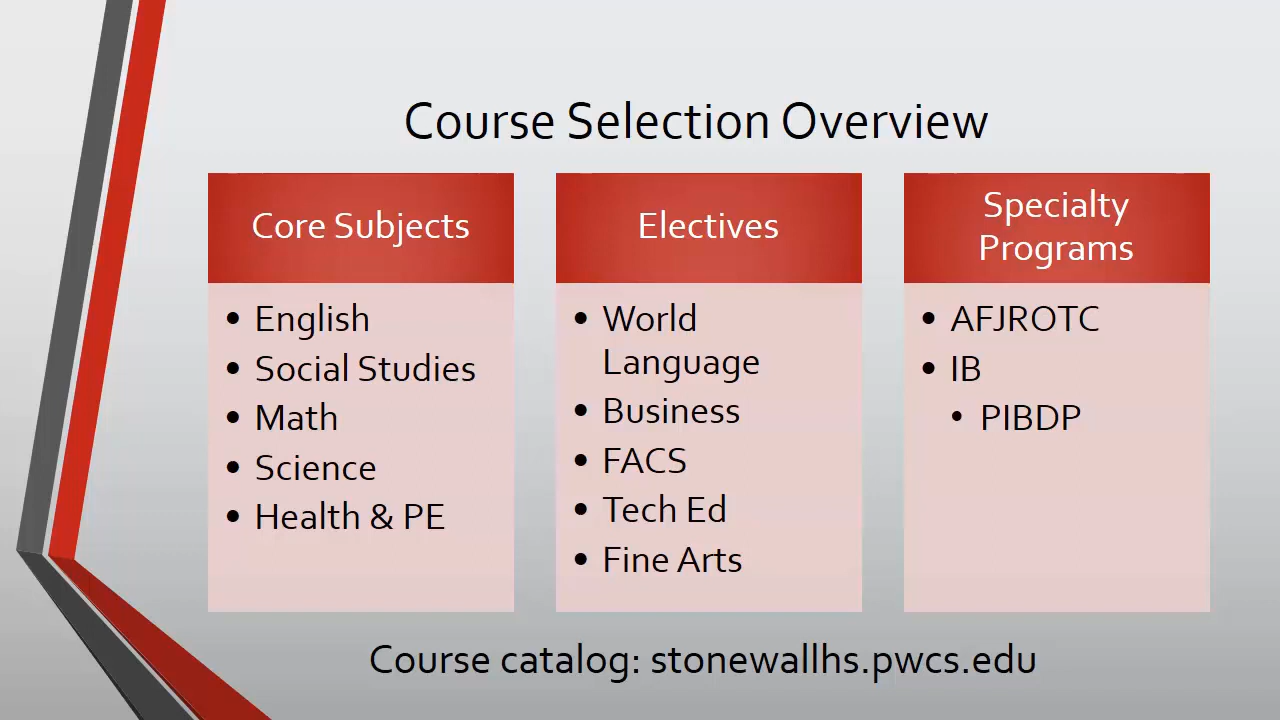 Course Selection Overview
Core Subjects
• English
• Social Studies
• Math
• Science
• Health & PE
Electives
• World
Language
• Business
• FACS
• Tech Ed
• Fine Arts
Specialty
Programs
• AFJROTC
• IB
• PIBDP
Course catalog: stonewallhs.pwcs.edu